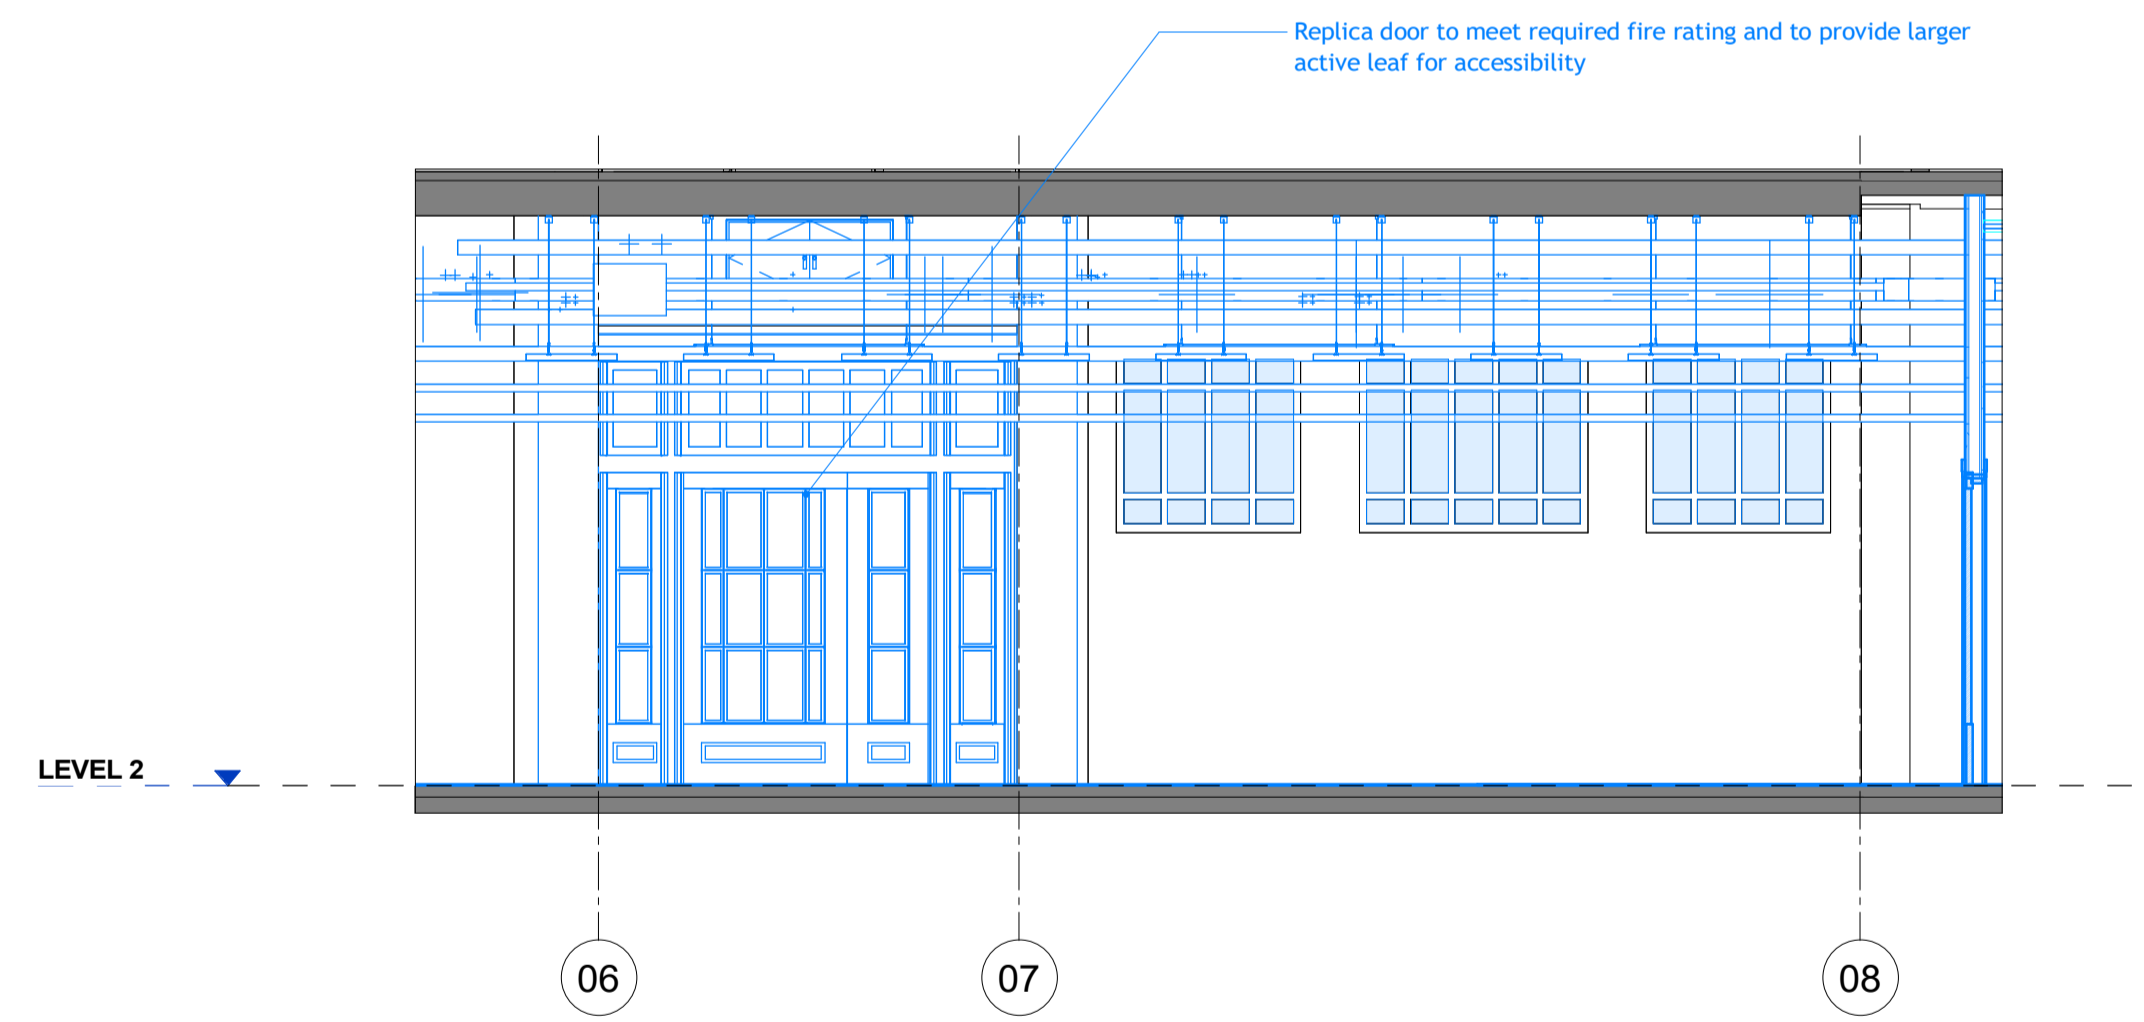 Replica door to meet required fire rating and to provide larger
active leaf for accessibility
LEVEL 2
06
07
08